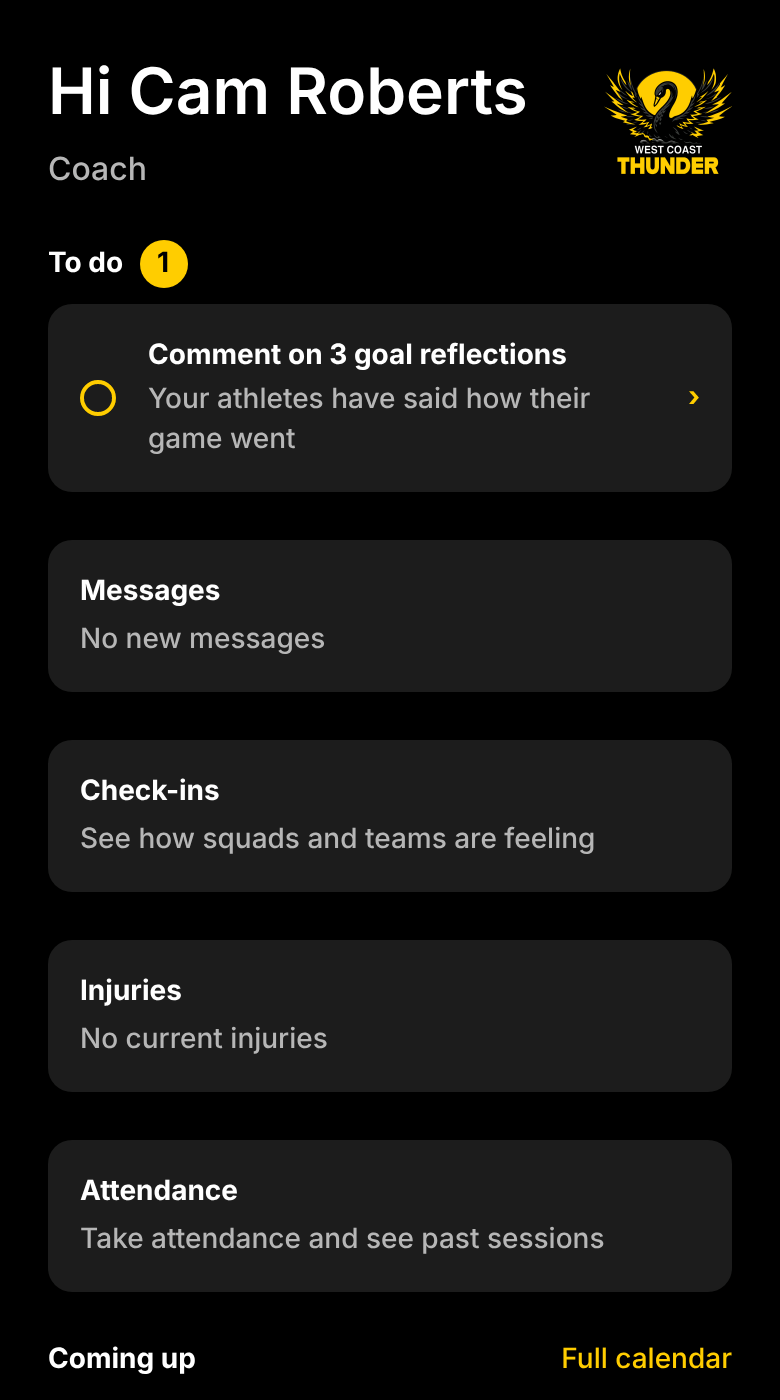 Hi Cam Roberts
WEST COAST
THUNDER
Coach
To do 1
Comment on 3 goal reflections
Your athletes have said how their
game went
›
Messages
No new messages
Check-ins
See how squads and teams are feeling
Injuries
No current injuries
Attendance
Take attendance and see past sessions
Coming up
Full calendar